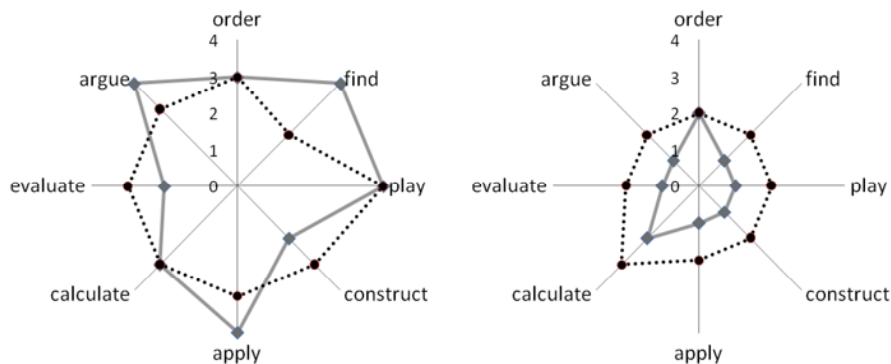 order
4
argue
3
find
2
1
evaluate
0
play
calculate
construct
apply
order
4
argue
3
find
2
1
evaluate
0
play
calculate
construct
apply